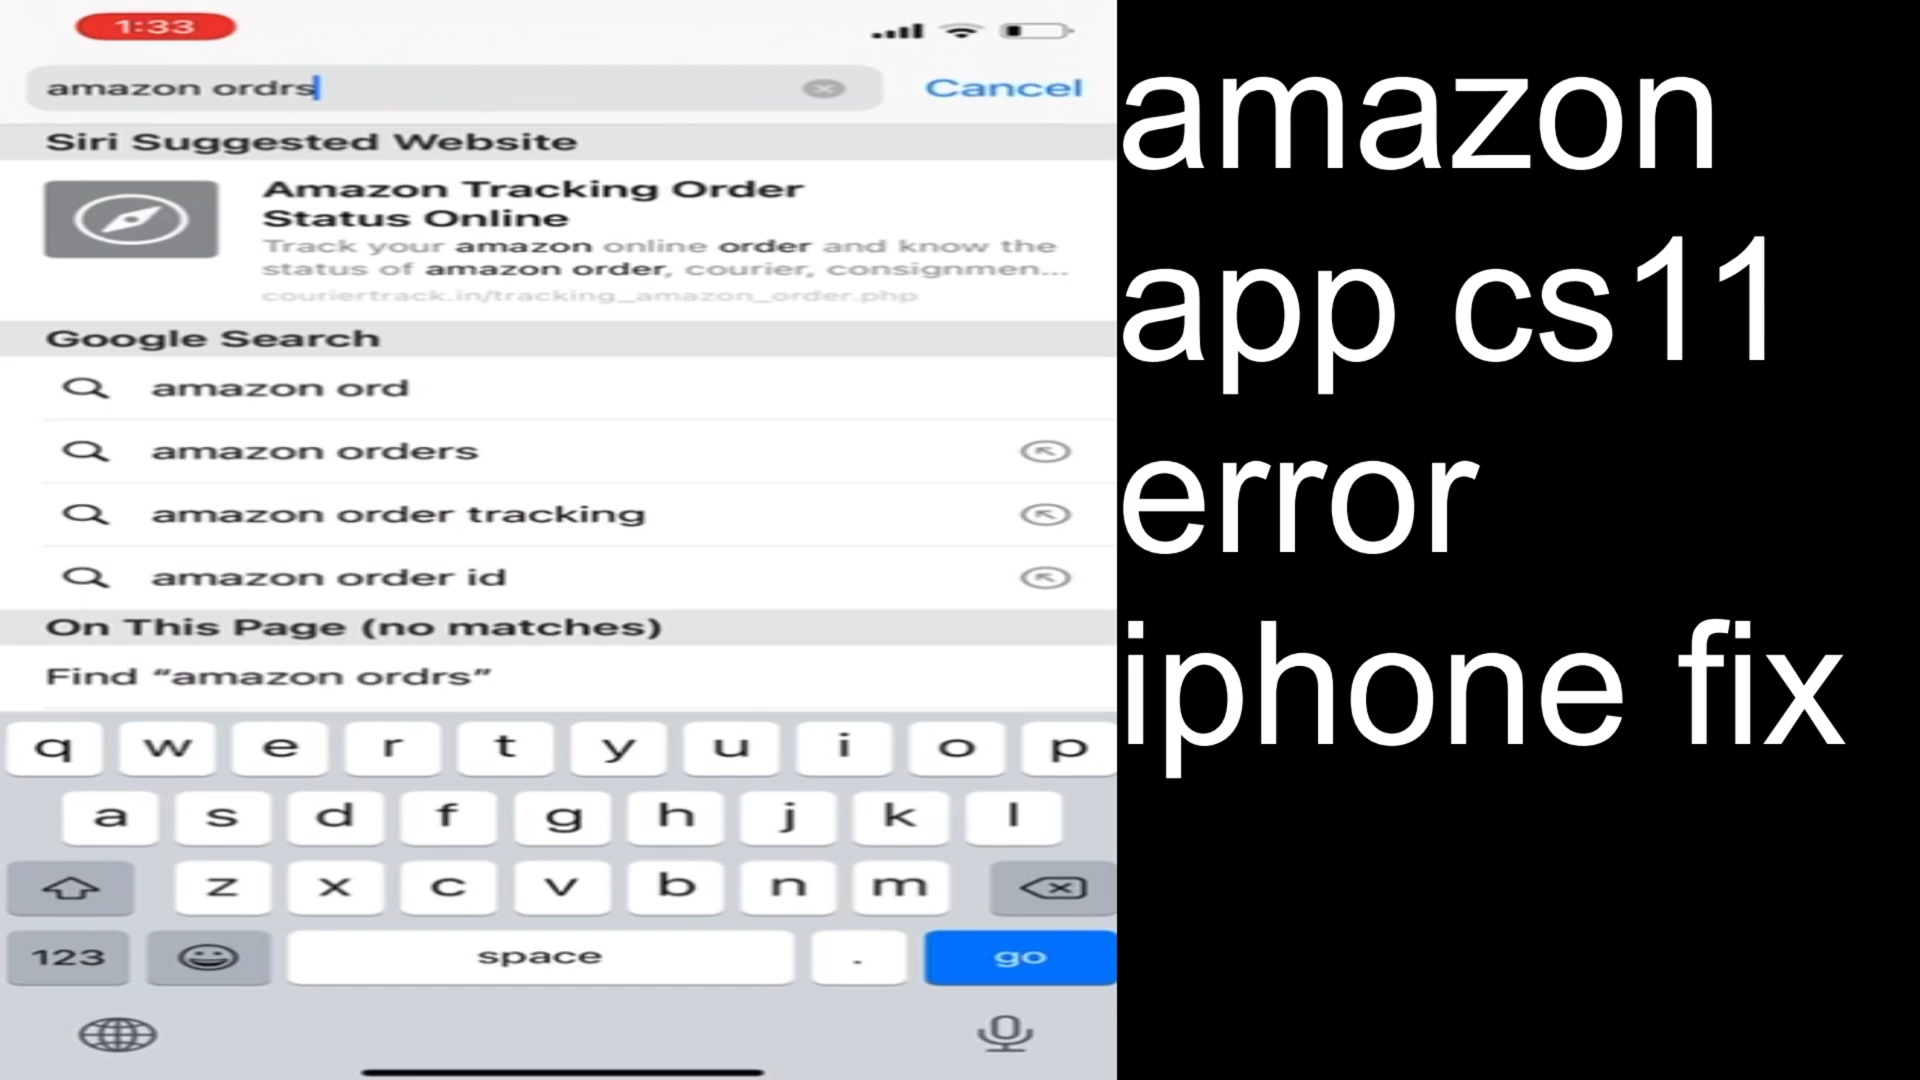 1:33
amazon ordrs
Cancel
Siri Suggested Website
Amazon Tracking Order
Status Online
Track your amazon online order and know the
status of amazon order, courier, consignmen...
couriertrack.in/tracking_amazon_order.php
Google Search
amazon ord
amazon orders
amazon order tracking
amazon order id
On This Page (no matches)
Find “amazon ordrs”
q w e r t y u i o p
a s d f g h j k l
z x c v b n m
123 space . go
amazon
app cs11
error
iphone fix